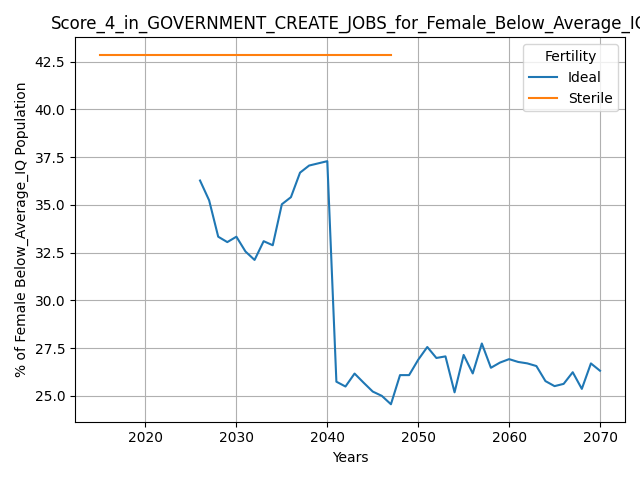 Score_4_in_GOVERNMENT_CREATE_JOBS_for_Female_Below_Average_IQ
Fertility
Ideal
Sterile
42.5
40.0
37.5
35.0
32.5
30.0
27.5
25.0
% of Female Below_Average_IQ Population
2020 2030 2040 2050 2060 2070
Years